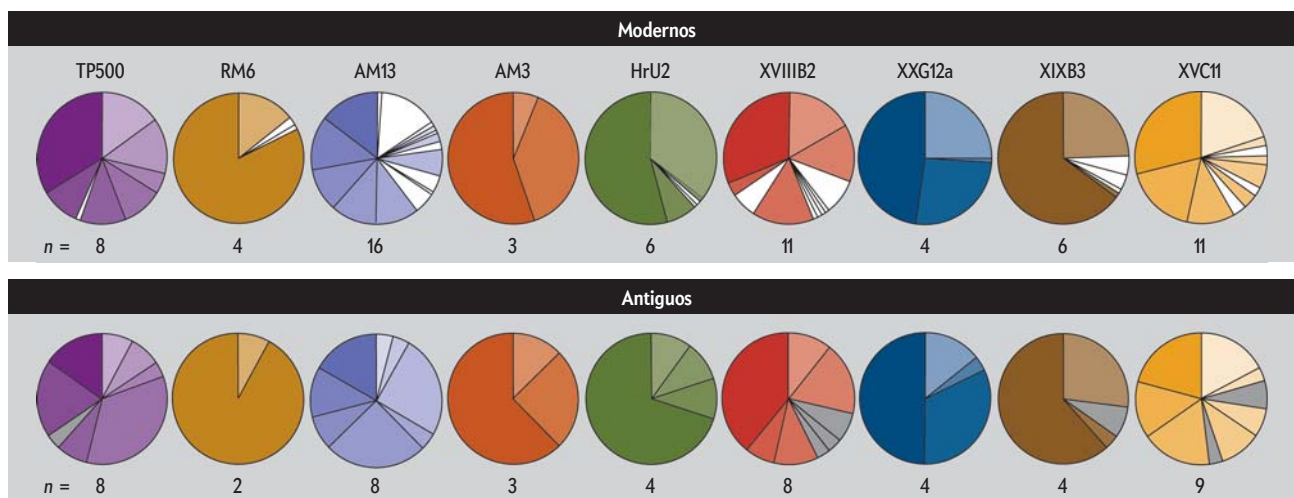 Modernos
TP500 RM6 AM13 AM3 HrU2 XVIIIB2 XXG12a XIXB3 XVC11
n = 8 4 16 3 6 11 4 6 11
Antiguos
n = 8 2 8 3 4 8 4 4 9